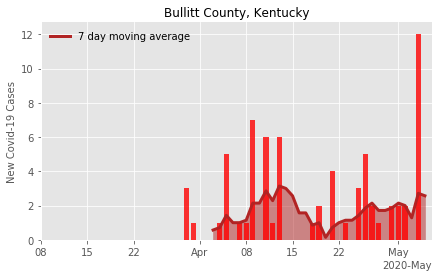 Bullitt County, Kentucky
7 day moving average
New Covid-19 Cases
12
10
8
6
4
2
0
08 15 22 Apr 08 15 22 May
2020-May